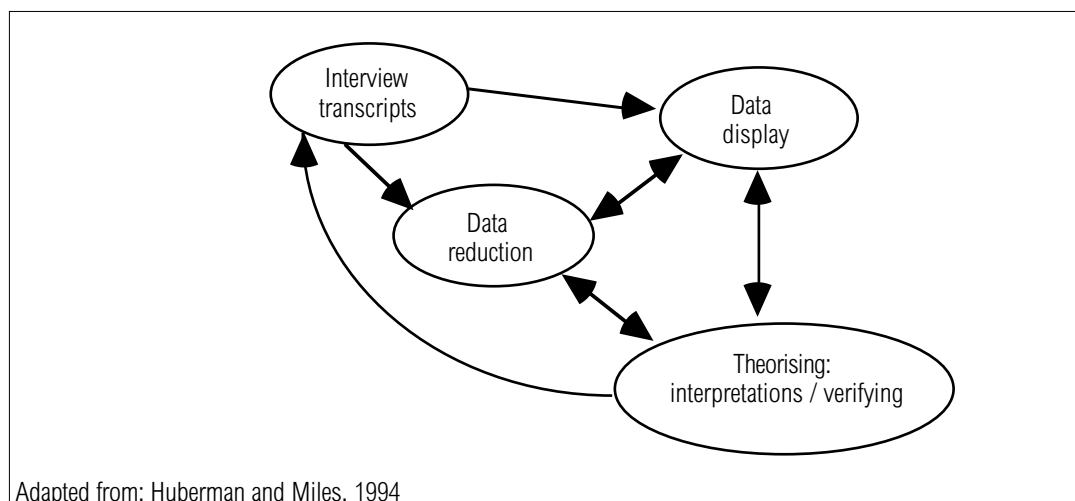 Interview
transcripts
Data
display
Data
reduction
Theorising:
interpretations / verifying
Adapted from: Huberman and Miles, 1994